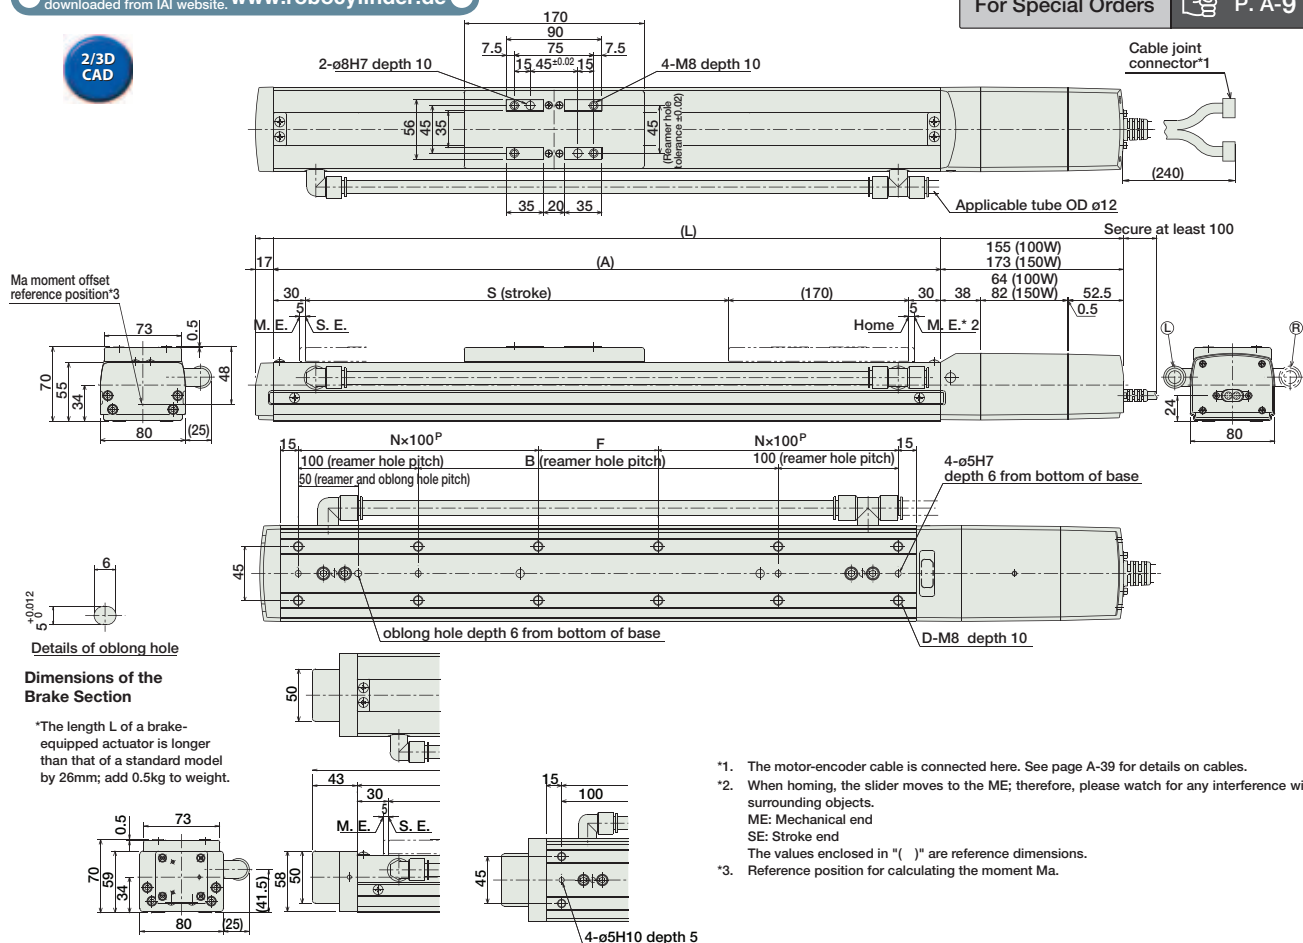 downloaded from IAI website. www.robocylinder.de
For Special Orders
P. A-9
2/3D
CAD
170
90
7.5 75 7.5
15 45±0.02 15
2-ø8H7 depth 10
4-M8 depth 10
Cable joint
connector*1
56
45
35
45
(Reamer hole
tolerance ±0.02)
(240)
35 20 35
Applicable tube OD ø12
(L)
Secure at least 100
17
(A)
155 (100W)
173 (150W)
64 (100W)
30
S (stroke)
(170)
30
38
82 (150W)
52.5
0.5
5
5
M. E.
S. E.
Home
M. E.* 2
Ma moment offset
reference position*3
73
0.5
70
55
34
48
80
(25)
L
R
24
80
15
N×100P
F
N×100P
15
100 (reamer hole pitch)
B (reamer hole pitch)
100 (reamer hole pitch)
50 (reamer and oblong hole pitch)
4-ø5H7
depth 6 from bottom of base
45
oblong hole depth 6 from bottom of base
D-M8 depth 10
6
5 +0.012 0
Details of oblong hole
Dimensions of the
Brake Section
*The length L of a brake-
equipped actuator is longer
than that of a standard model
by 26mm; add 0.5kg to weight.
50
43
30
5
M. E.
S. E.
58
50
15
100
45
4-ø5H10 depth 5
0.5
73
70
59
34
80
(25)
(41.5)
*1. The motor-encoder cable is connected here. See page A-39 for details on cables.
*2. When homing, the slider moves to the ME; therefore, please watch for any interference wi
surrounding objects.
ME: Mechanical end
SE: Stroke end
The values enclosed in "( )" are reference dimensions.
*3. Reference position for calculating the moment Ma.